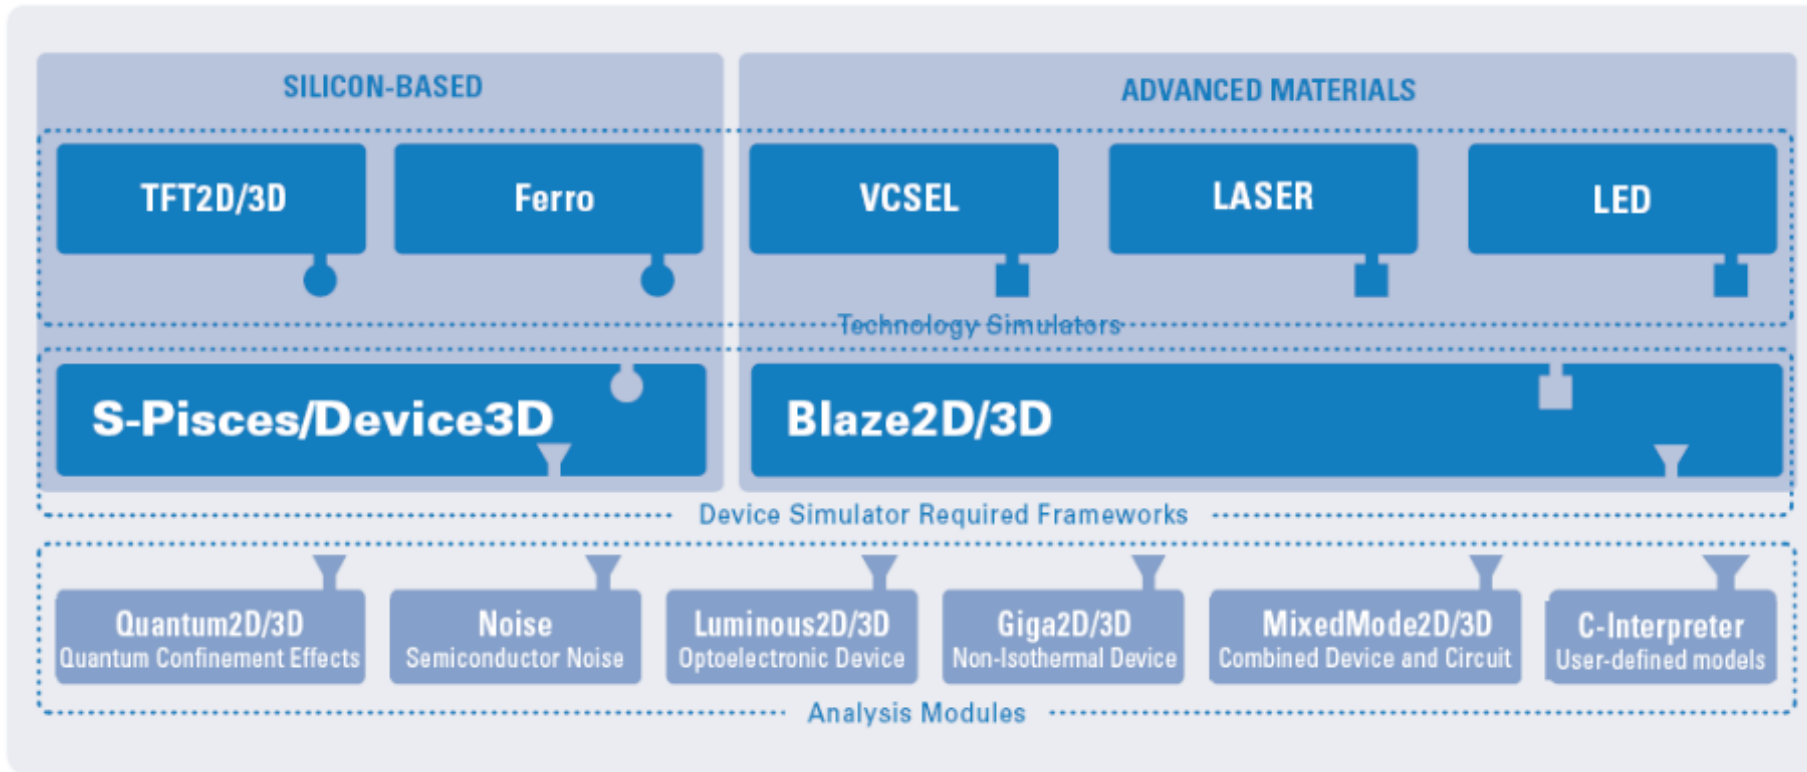 SILICON-BASED
ADVANCED MATERIALS
TFT2D/3D
Ferro
VCSEL
LASER
LED
Technology Simulators
S-Pisces/Device3D
Blaze2D/3D
Device Simulator Required Frameworks
Quantum2D/3D
Quantum Confinement Effects
Noise
Semiconductor Noise
Luminous2D/3D
Optoelectronic Device
Giga2D/3D
Non-Isothermal Device
MixedMode2D/3D
Combined Device and Circuit
C-Interpreter
User-defined models
Analysis Modules